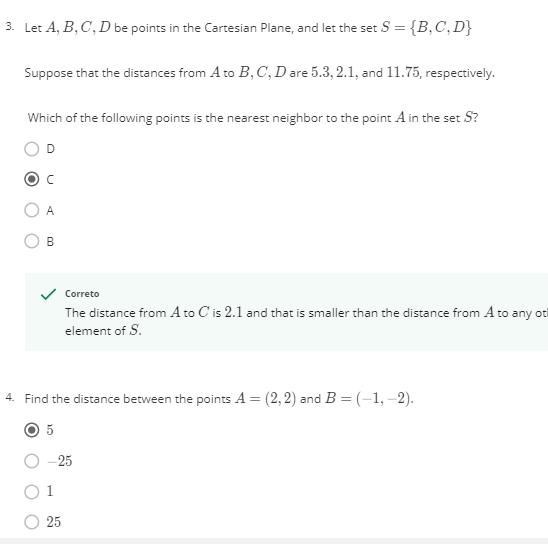 3. Let A, B, C, D be points in the Cartesian Plane, and let the set S = {B, C, D}
Suppose that the distances from A to B, C, D are 5.3, 2.1, and 11.75, respectively.
Which of the following points is the nearest neighbor to the point A in the set S?
D
C
A
B
Correto
The distance from A to C is 2.1 and that is smaller than the distance from A to any
element of S.
4. Find the distance between the points A = (2, 2) and B = (−1, −2).
5
−25
1
25